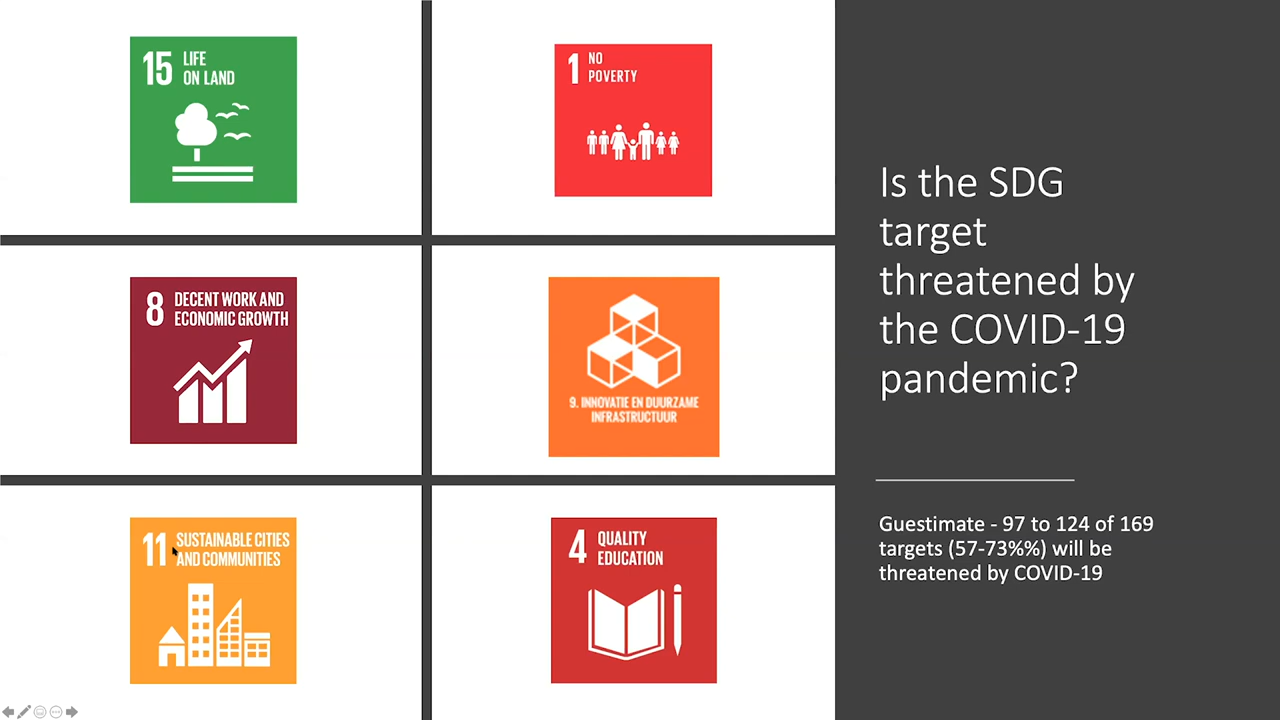 15 LIFE
ON LAND
1 NO
POVERTY
8 DECENT WORK AND
ECONOMIC GROWTH
9. INNOVATIE EN DUURZAME
INFRASTRUCTUUR
11 SUSTAINABLE CITIES
AND COMMUNITIES
4 QUALITY
EDUCATION
Is the SDG
target
threatened by
the COVID-19
pandemic?
Guestimate - 97 to 124 of 169
targets (57-73%%) will be
threatened by COVID-19